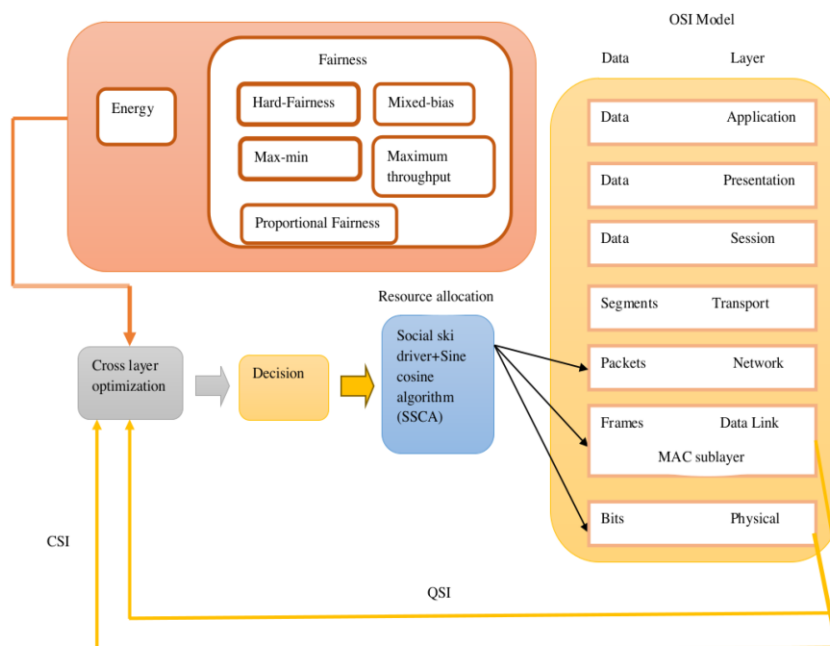 OSI Model
Data Layer
Fairness
Energy
Hard-Fairness
Mixed-bias
Max-min
Maximum
throughput
Proportional Fairness
Data Application
Data Presentation
Data Session
Segments Transport
Packets Network
Frames Data Link
MAC sublayer
Bits Physical
Resource allocation
Cross layer
optimization
Decision
Social ski
driver+Sine
cosine
algorithm
(SSCA)
CSI
QSI